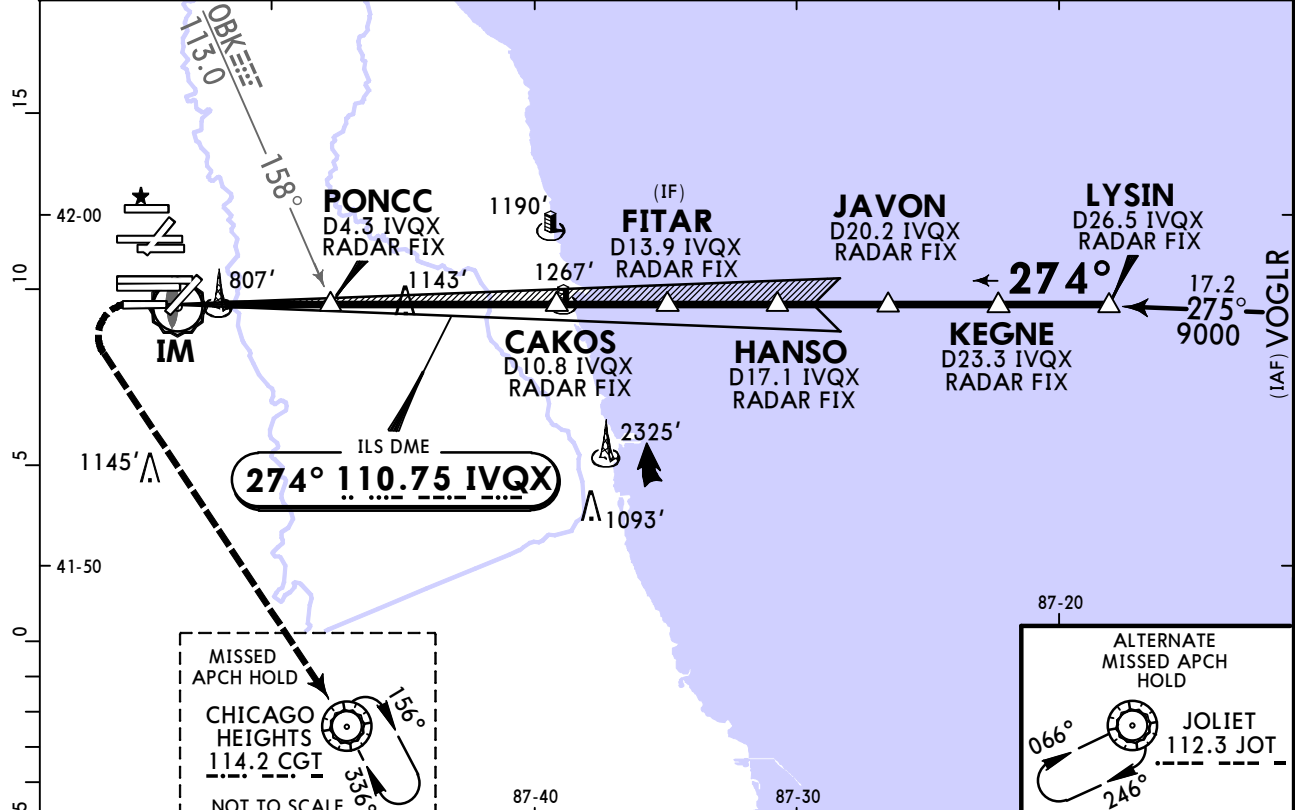 OBK
113.0
158°
15
42-00
10
5
41-50
0
5
PONCC
D4.3 IVQX
RADAR FIX
1190′
(IF)
FITAR
D13.9 IVQX
RADAR FIX
JAVON
D20.2 IVQX
RADAR FIX
LYSIN
D26.5 IVQX
RADAR FIX
807′
1143′
1267′
L
L
274°
17.2
275°
9000
(IAF) VOGLR
IM
CAKOS
D10.8 IVQX
RADAR FIX
HANSO
D17.1 IVQX
RADAR FIX
KEGNE
D23.3 IVQX
RADAR FIX
ILS DME
274° 110.75 IVQX
1145′
2325′
1093′
87-20
MISSED
APCH HOLD
CHICAGO
HEIGHTS
114.2 CGT
156°
336°
NOT TO SCALE
87-40
87-30
ALTERNATE
MISSED APCH
HOLD
066°
246°
JOLIET
112.3 JOT